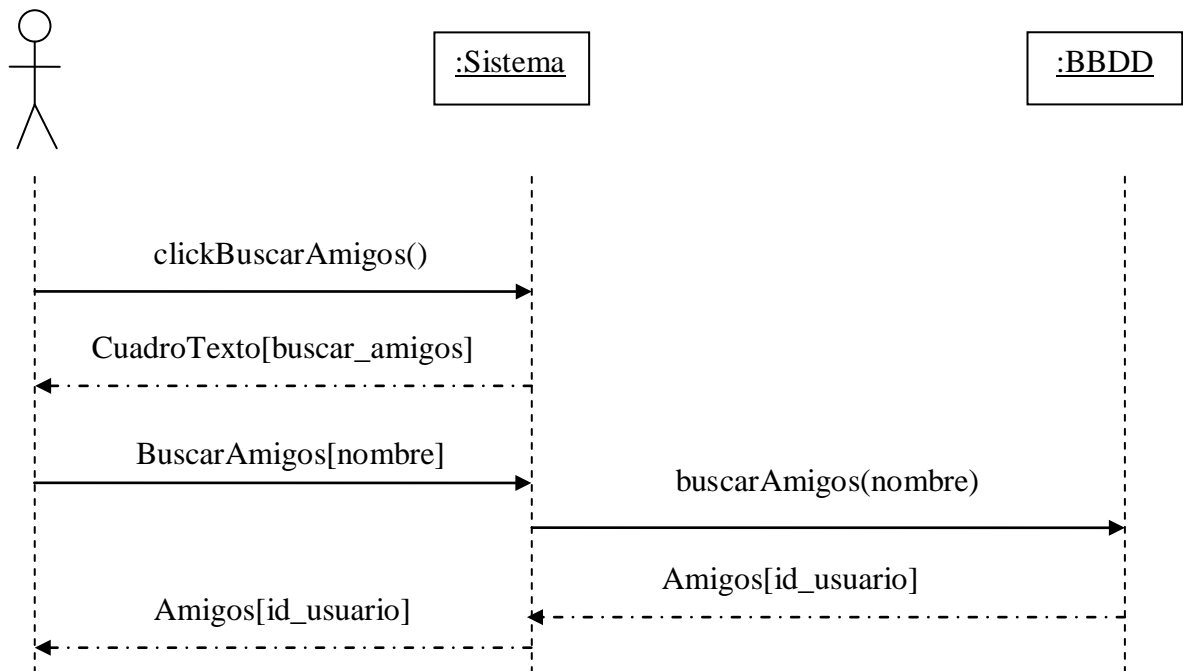 :Sistema
:BBDD
clickBuscarAmigos()
CuadroTexto[buscar_amigos]
BuscarAmigos[nombre]
buscarAmigos(nombre)
Amigos[id_usuario]
Amigos[id_usuario]